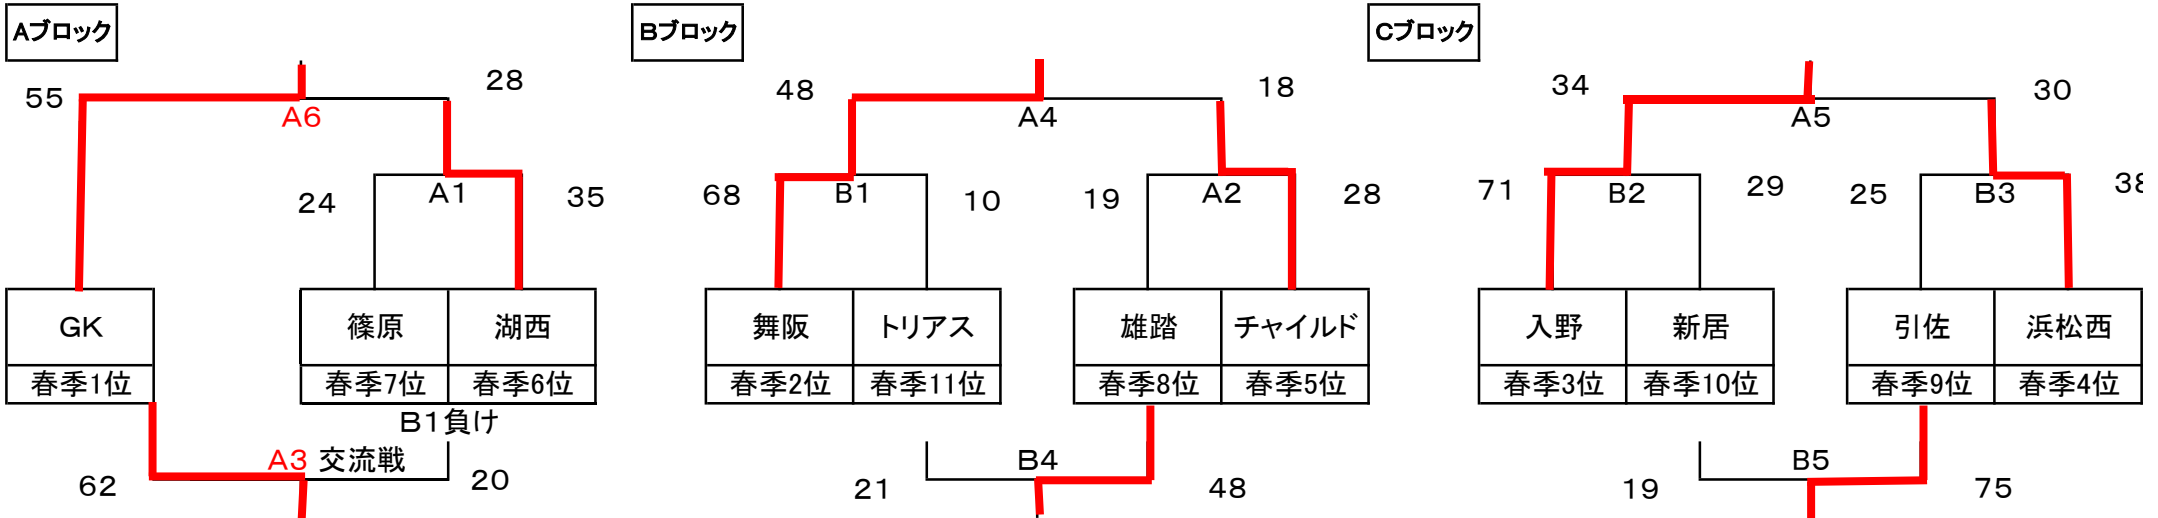 Aブロック
Bブロック
Cブロック
55
28
48
18
34
30
A6
A4
A5
24
A1
35
68
B1
10
19
A2
28
71
B2
29
25
B3
38
GK
篠原
湖西
舞阪
トリアス
雄踏
チャイルド
入野
新居
引佐
浜松西
春季1位
春季7位
春季6位
春季2位
春季11位
春季8位
春季5位
春季3位
春季10位
春季9位
春季4位
B1負け
A3 交流戦
B4
B5
62
20
21
48
19
75